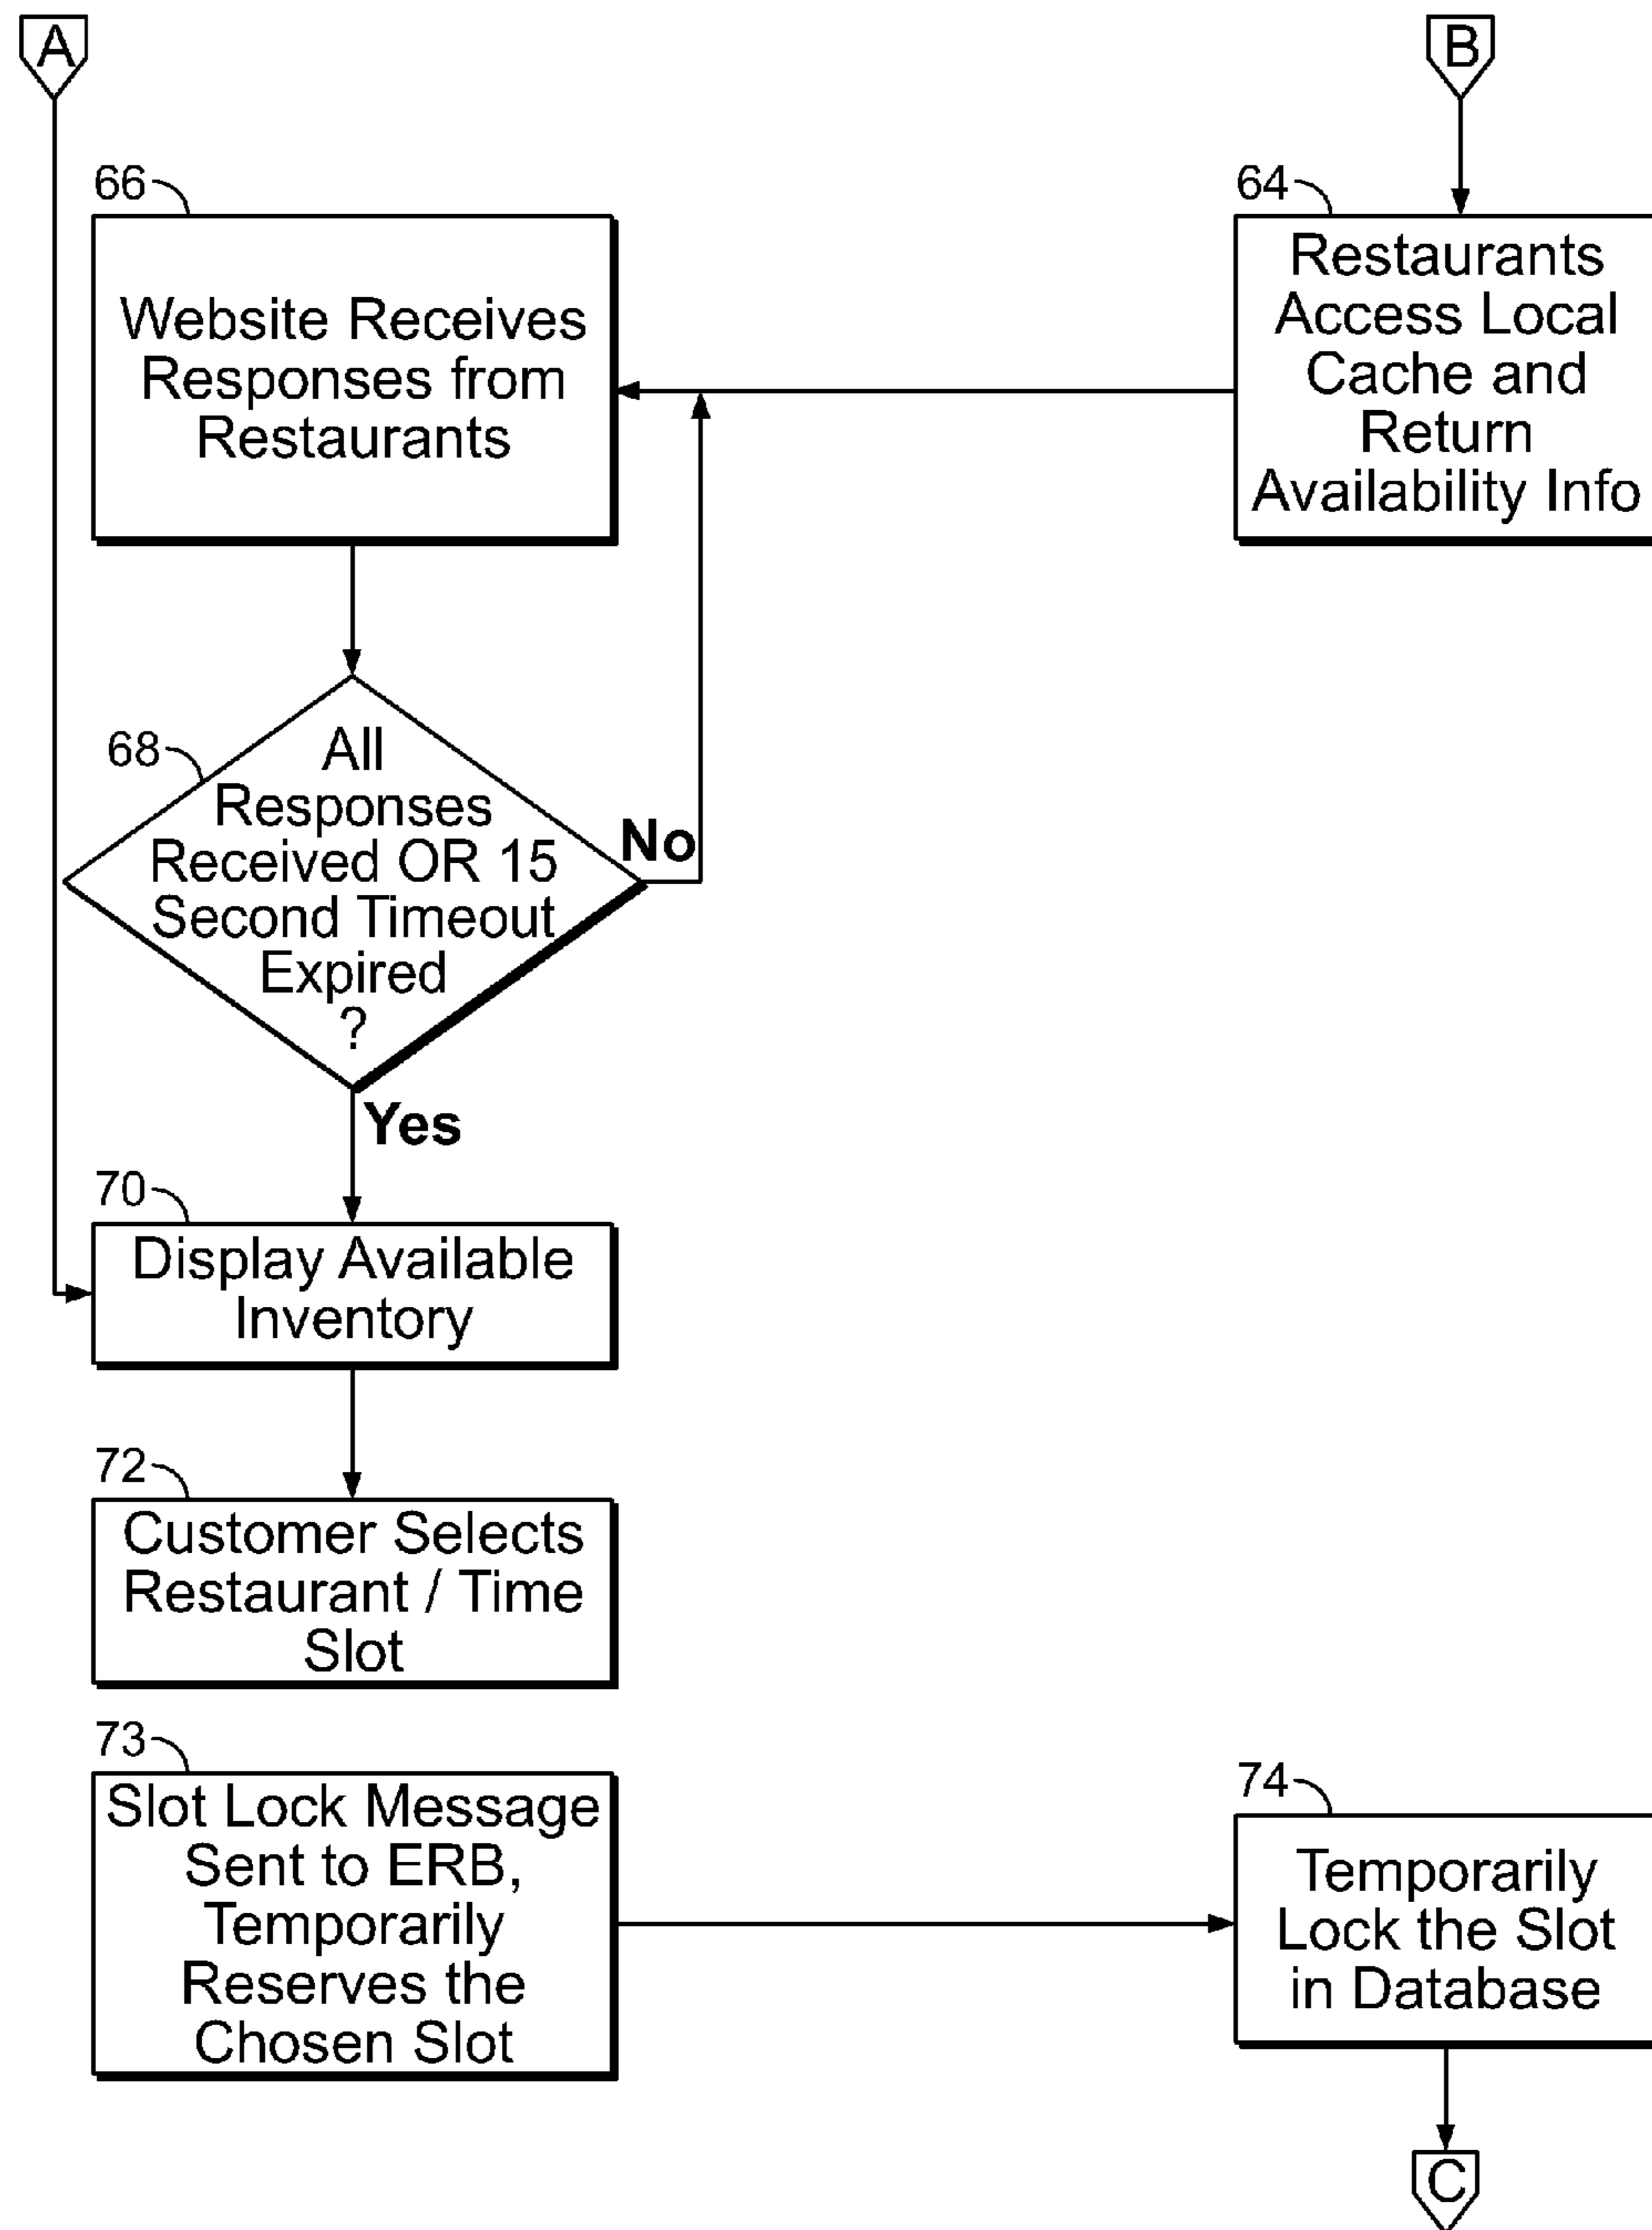 A
B
66
Website Receives
Responses from
Restaurants
64
Restaurants
Access Local
Cache and
Return
Availability Info
68
All
Responses
Received OR 15
Second Timeout
Expired
?
No
Yes
70
Display Available
Inventory
72
Customer Selects
Restaurant / Time
Slot
73
Slot Lock Message
Sent to ERB,
Temporarily
Reserves the
Chosen Slot
74
Temporarily
Lock the Slot
in Database
C